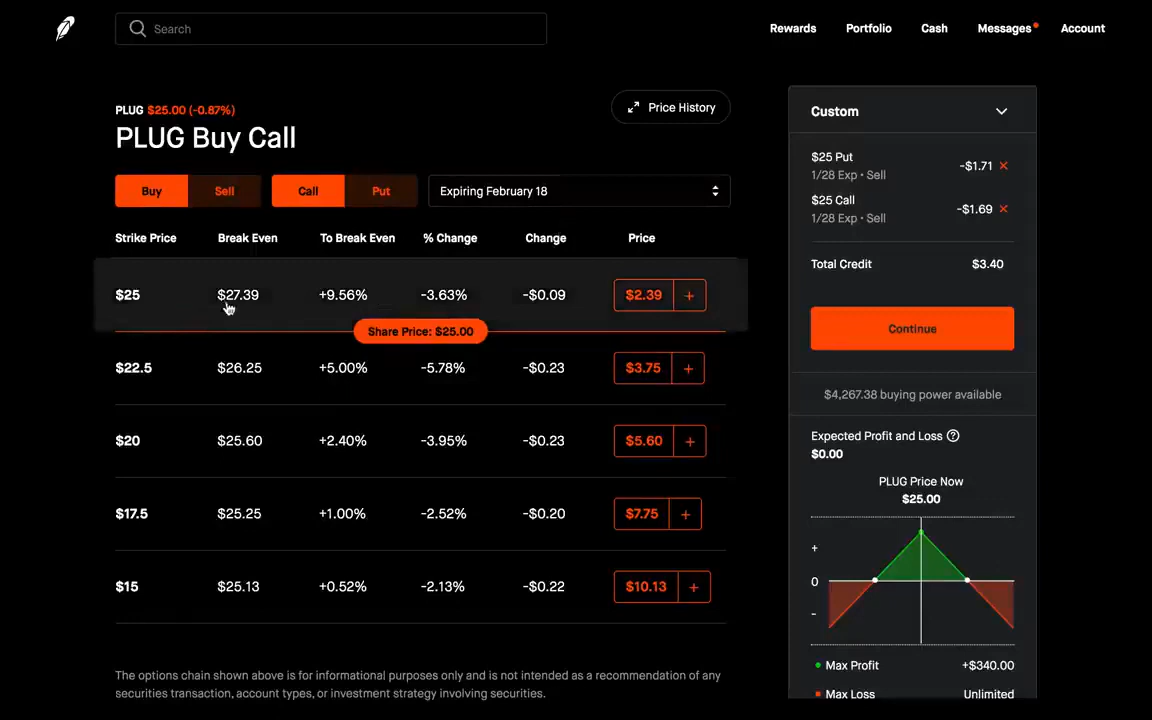 Search
Rewards Portfolio Cash Messages Account
PLUG $25.00 (-0.87%)
PLUG Buy Call
Price History
Buy Sell Call Put Expiring February 18
Strike Price Break Even To Break Even % Change Change Price
$25 $27.39 +9.56% -3.63% -$0.09 $2.39 +
Share Price: $25.00
$22.5 $26.25 +5.00% -5.78% -$0.23 $3.75 +
$20 $25.60 +2.40% -3.95% -$0.23 $5.60 +
$17.5 $25.25 +1.00% -2.52% -$0.20 $7.75 +
$15 $25.13 +0.52% -2.13% -$0.22 $10.13 +
The options chain shown above is for informational purposes only and is not intended as a recommendation of any
securities transaction, account types, or investment strategy involving securities.
Custom
$25 Put -$1.71 ×
1/28 Exp • Sell
$25 Call -$1.69 ×
1/28 Exp • Sell
Total Credit $3.40
Continue
$4,267.38 buying power available
Expected Profit and Loss ?
$0.00
PLUG Price Now
$25.00
+
0
-
Max Profit +$340.00
Max Loss Unlimited